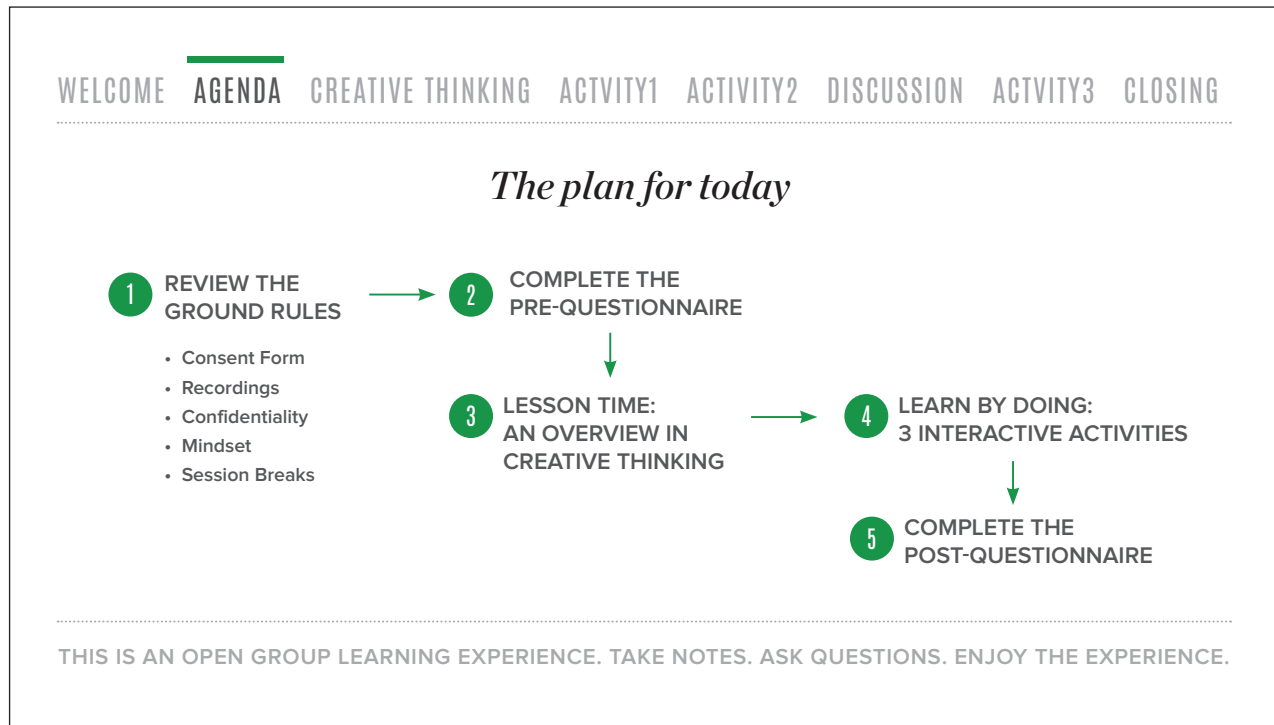 WELCOME AGENDA CREATIVE THINKING ACTVITY1 ACTIVITY2 DISCUSSION ACTVITY3 CLOSING
The plan for today
1 REVIEW THE
GROUND RULES
• Consent Form
• Recordings
• Confidentiality
• Mindset
• Session Breaks
2 COMPLETE THE
PRE-QUESTIONNAIRE
3 LESSON TIME:
AN OVERVIEW IN
CREATIVE THINKING
4 LEARN BY DOING:
3 INTERACTIVE ACTIVITIES
5 COMPLETE THE
POST-QUESTIONNAIRE
THIS IS AN OPEN GROUP LEARNING EXPERIENCE. TAKE NOTES. ASK QUESTIONS. ENJOY THE EXPERIENCE.